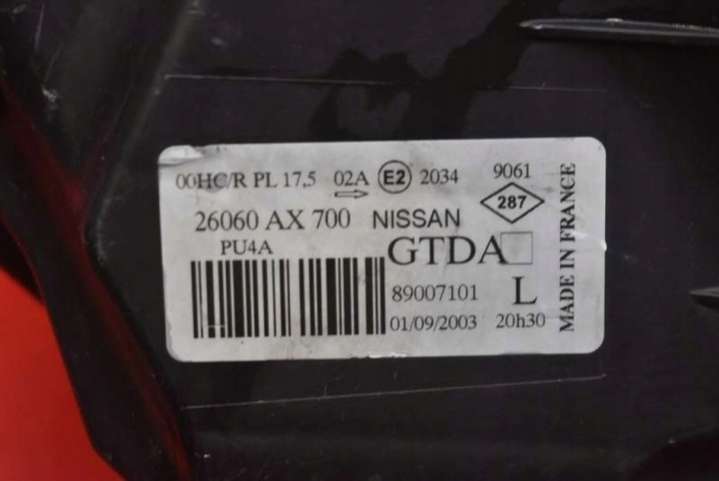 00HC/R PL 17,5 02A E2 2034 9061
287
26060 AX 700 NISSAN
PU4A GTDA
89007101 L
01/09/2003 20h30
MADE IN FRANCE